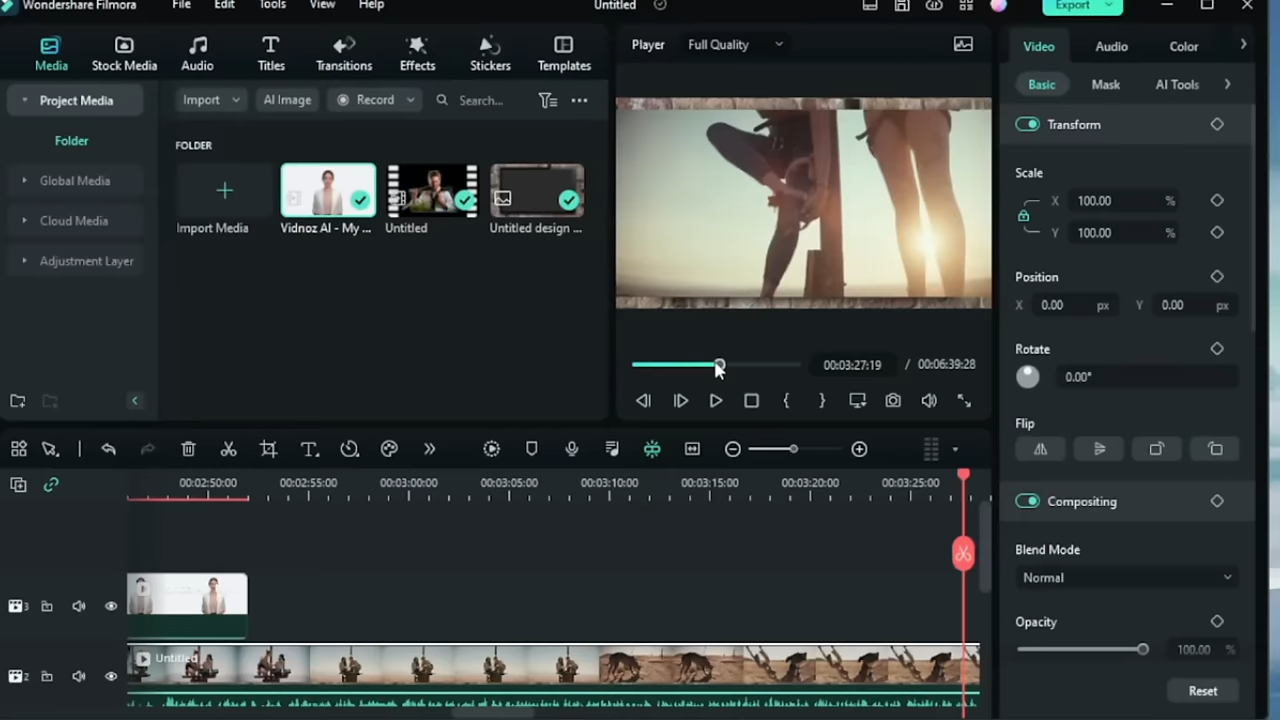 Wondershare Filmora File Edit Tools View Help Untitled Export
Media Stock Media Audio Titles Transitions Effects Stickers Templates
Project Media
Folder
Global Media
Cloud Media
Adjustment Layer
Import AI Image Record Search...
FOLDER
Import Media Vidnoz AI - My ... Untitled Untitled design ...
Player Full Quality
00:03:27:19 / 00:06:39:28
Video Audio Color
Basic Mask AI Tools
Transform
Scale
X 100.00 %
Y 100.00 %
Position
X 0.00 px Y 0.00 px
Rotate
0.00°
Flip
Compositing
Blend Mode
Normal
Opacity
100.00 %
Reset
00:02:50:00 00:02:55:00 00:03:00:00 00:03:05:00 00:03:10:00 00:03:15:00 00:03:20:00 00:03:25:00
3
2
Untitled